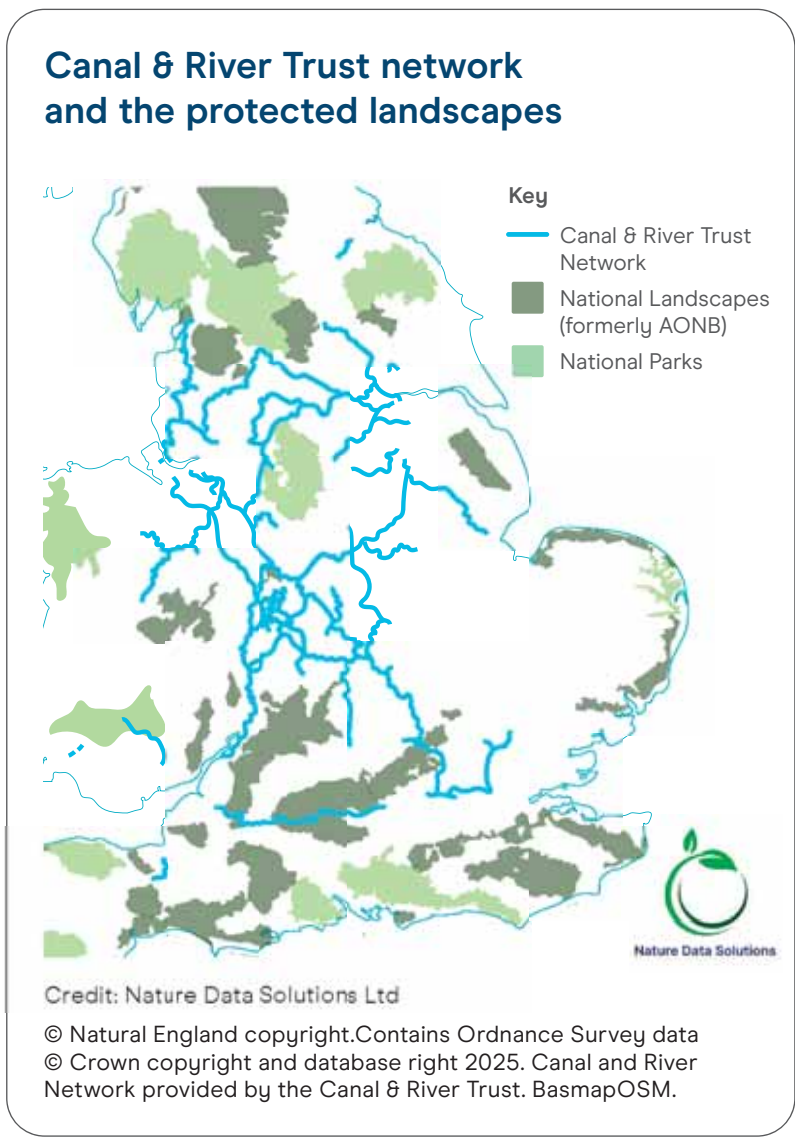 Canal & River Trust network
and the protected landscapes
Key
Canal & River Trust
Network
National Landscapes
(formerly AONB)
National Parks
Nature Data Solutions
Credit: Nature Data Solutions Ltd
© Natural England copyright.Contains Ordnance Survey data
© Crown copyright and database right 2025. Canal and River
Network provided by the Canal & River Trust. BasmapOSM.